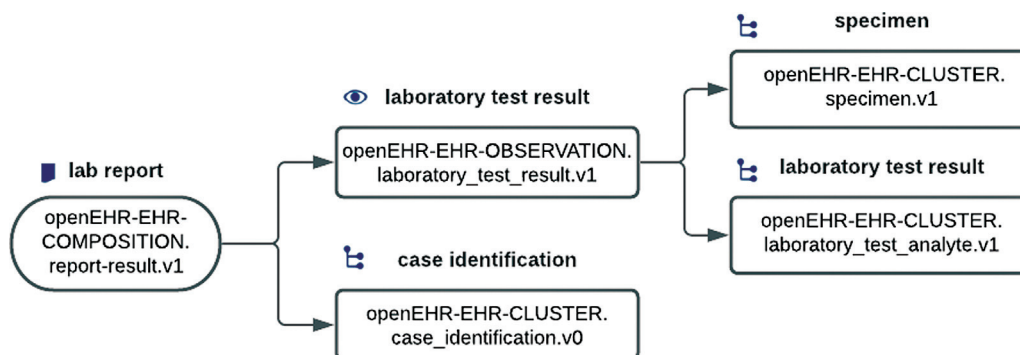 lab report
openEHR-EHR-
COMPOSITION.
report-result.v1
laboratory test result
openEHR-EHR-OBSERVATION.
laboratory_test_result.v1
case identification
openEHR-EHR-CLUSTER.
case_identification.v0
specimen
openEHR-EHR-CLUSTER.
specimen.v1
laboratory test result
openEHR-EHR-CLUSTER.
laboratory_test_analyte.v1